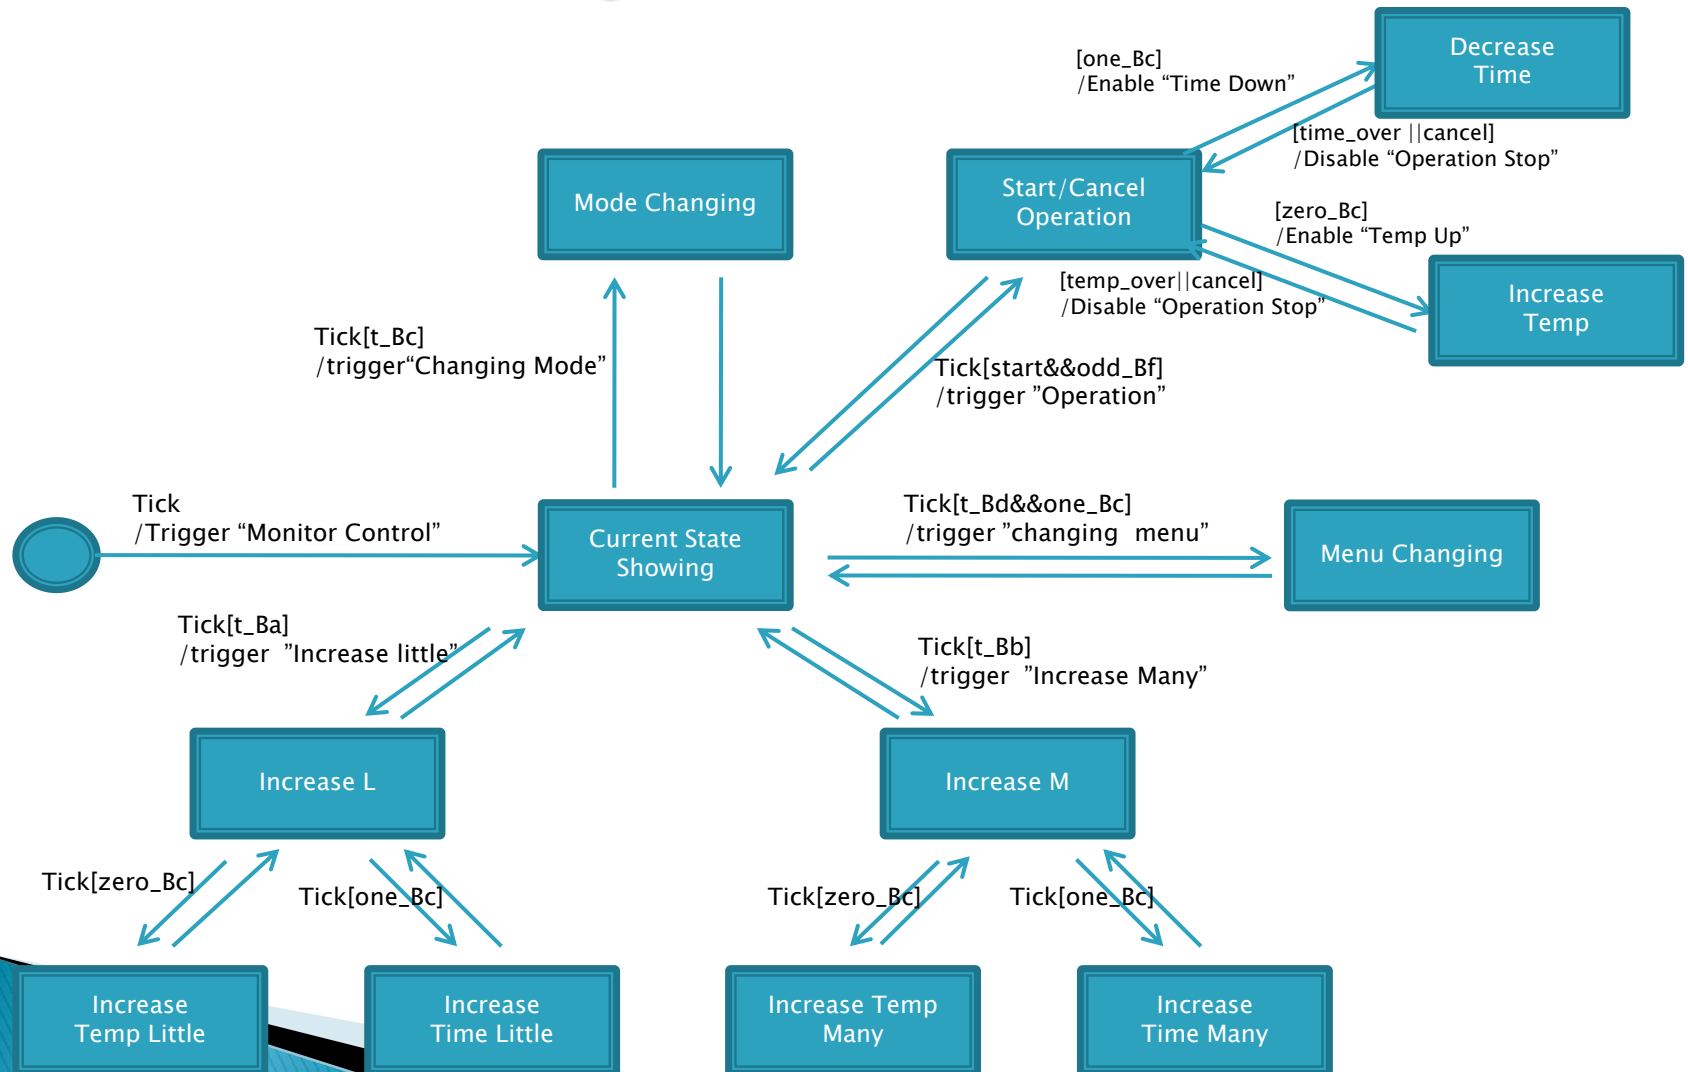 Decrease
Time
[one_Bc]
/Enable “Time Down”
[time_over ||cancel]
/Disable “Operation Stop”
Mode Changing
Start/Cancel
Operation
[zero_Bc]
/Enable “Temp Up”
[temp_over||cancel]
/Disable “Operation Stop”
Increase
Temp
Tick[t_Bc]
/trigger“Changing Mode”
Tick[start&&odd_Bf]
/trigger ”Operation”
Tick
/Trigger “Monitor Control”
Current State
Showing
Tick[t_Bd&&one_Bc]
/trigger ”changing  menu”
Menu Changing
Tick[t_Ba]
/trigger  ”Increase little”
Tick[t_Bb]
/trigger  ”Increase Many”
Increase L
Increase M
Tick[zero_Bc]
Tick[one_Bc]
Tick[zero_Bc]
Tick[one_Bc]
Increase
Temp Little
Increase
Time Little
Increase Temp
Many
Increase
Time Many